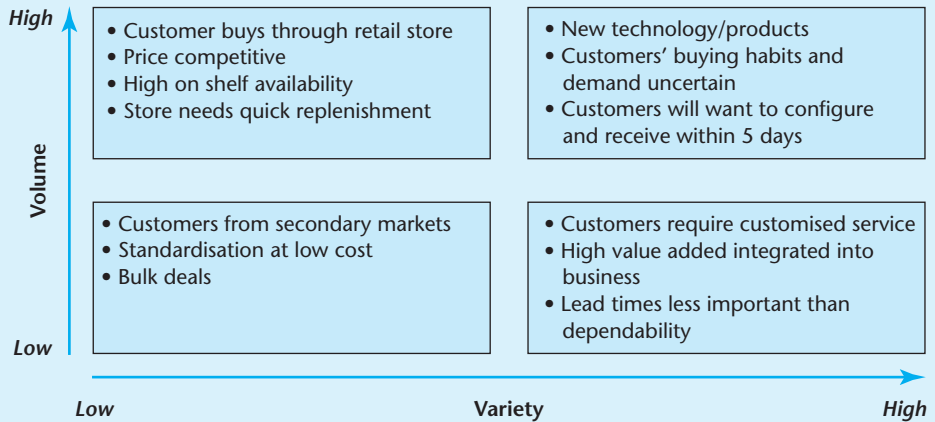 High
• Customer buys through retail store
• Price competitive
• High on shelf availability
• Store needs quick replenishment
• New technology/products
• Customers' buying habits and
demand uncertain
• Customers will want to configure
and receive within 5 days
Volume
• Customers from secondary markets
• Standardisation at low cost
• Bulk deals
• Customers require customised service
• High value added integrated into
business
• Lead times less important than
dependability
Low
Low
Variety
High